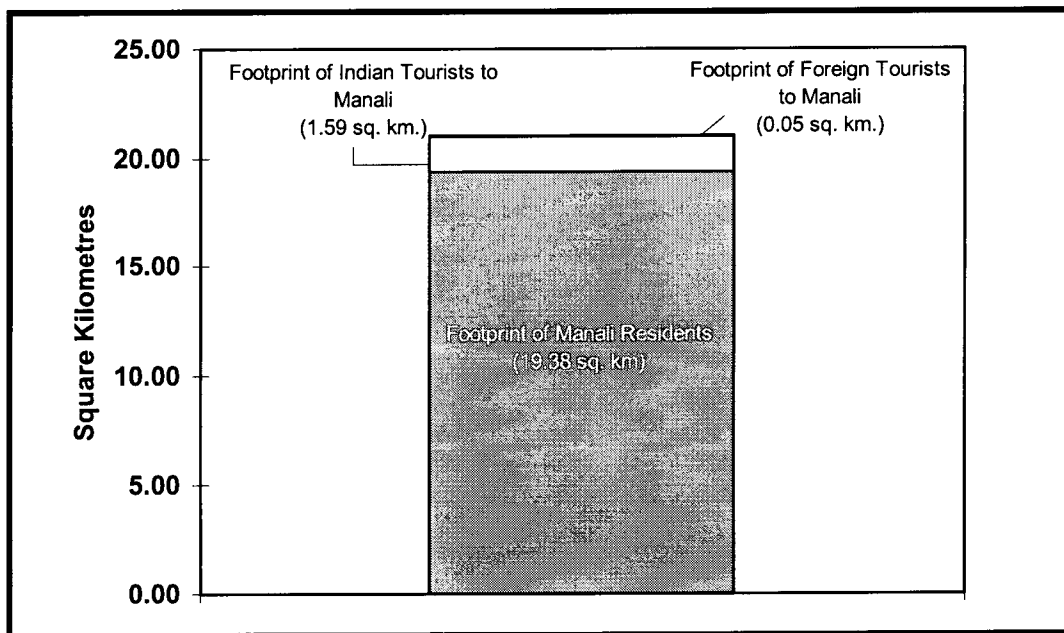 25.00
20.00
15.00
10.00
5.00
0.00
Square Kilometres
Footprint of Indian Tourists to
Manali
(1.59 sq. km.)
Footprint of Foreign Tourists
to Manali
(0.05 sq. km.)
Footprint of Manali Residents
(19.38 sq. km)